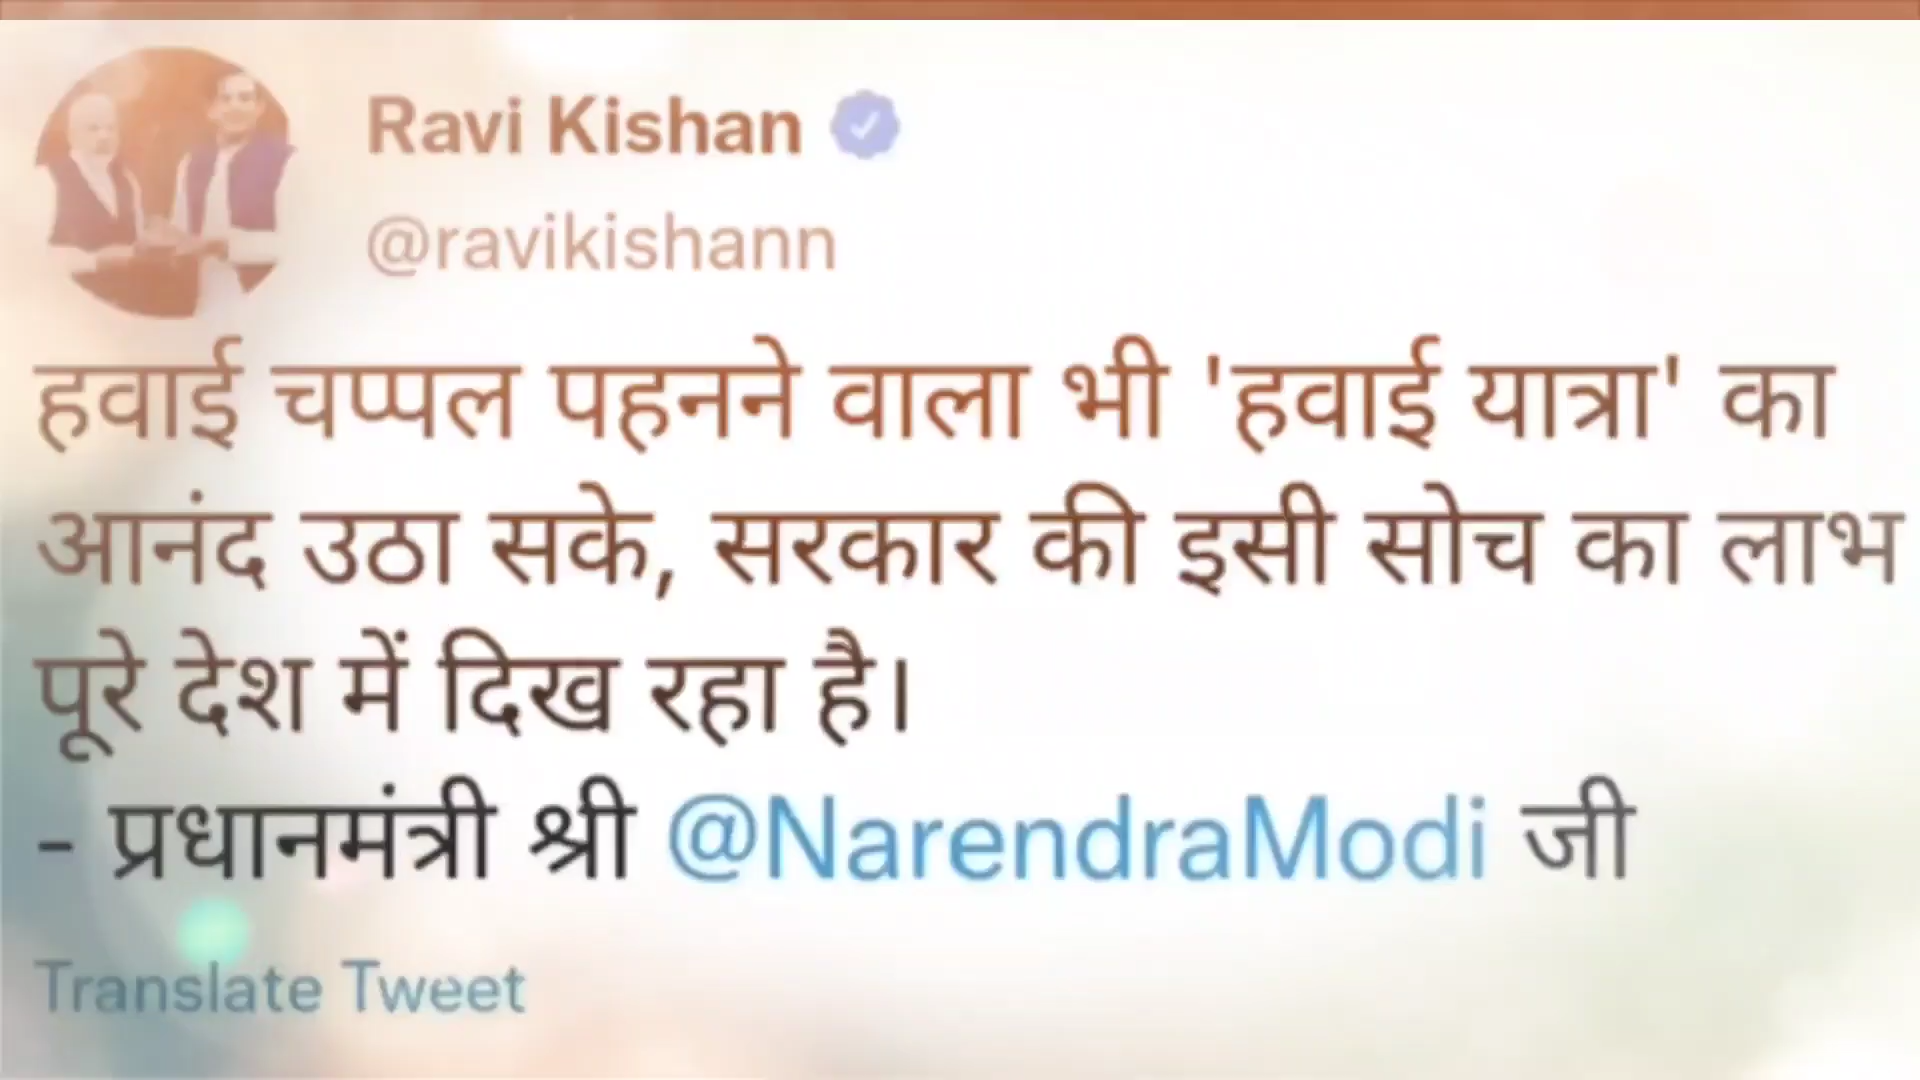 Ravi Kishan
@ravikishann
हवाई चप्पल पहनने वाला भी 'हवाई यात्रा' का
आनंद उठा सके, सरकार की इसी सोच का लाभ
पूरे देश में दिख रहा है।
- प्रधानमंत्री श्री @NarendraModi जी
Translate Tweet